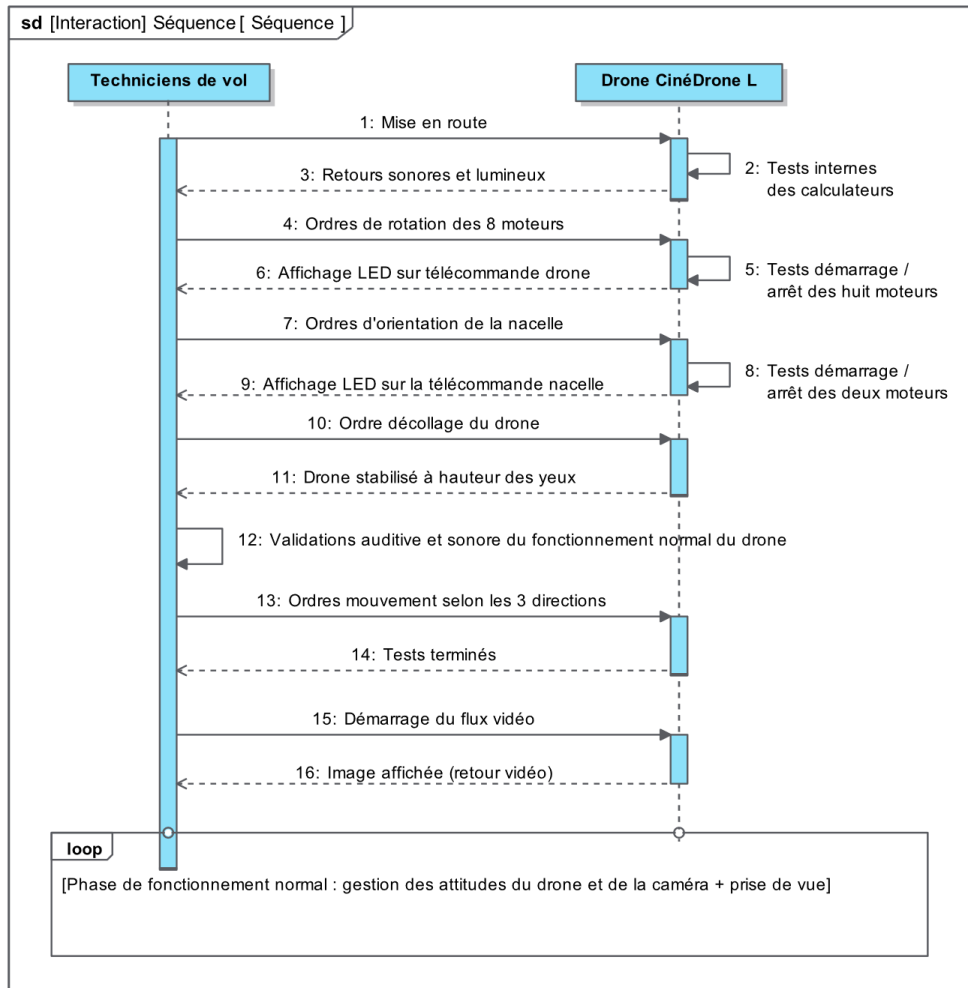 sd [Interaction] Séquence [ Séquence ]
Techniciens de vol
Drone CinéDrone L
1: Mise en route
2: Tests internes
des calculateurs
3: Retours sonores et lumineux
4: Ordres de rotation des 8 moteurs
5: Tests démarrage /
arrêt des huit moteurs
6: Affichage LED sur télécommande drone
7: Ordres d'orientation de la nacelle
8: Tests démarrage /
arrêt des deux moteurs
9: Affichage LED sur la télécommande nacelle
10: Ordre décollage du drone
11: Drone stabilisé à hauteur des yeux
12: Validations auditive et sonore du fonctionnement normal du drone
13: Ordres mouvement selon les 3 directions
14: Tests terminés
15: Démarrage du flux vidéo
16: Image affichée (retour vidéo)
loop
[Phase de fonctionnement normal : gestion des attitudes du drone et de la caméra + prise de vue]